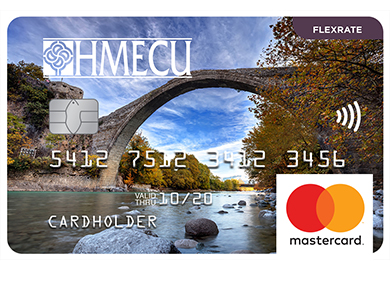 FLEXRATE
HMECU
5412 7512 3412 3456
VALID
THRU 10/20
CARDHOLDER
mastercard.